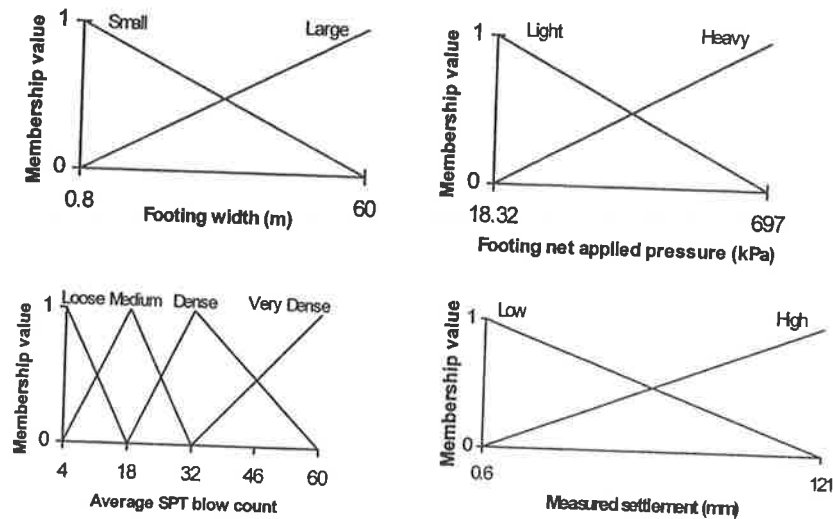 Membership value
1
0
Small
Large
0.8
60
Footing width (m)
Membership value
1
0
Light
Heavy
18.32
697
Footing net applied pressure (kPa)
Membership value
1
0
Loose Medium Dense Very Dense
4 18 32 46 60
Average SPT blow count
Membership value
1
0
Low
High
0.6
121
Measured settlement (mm)